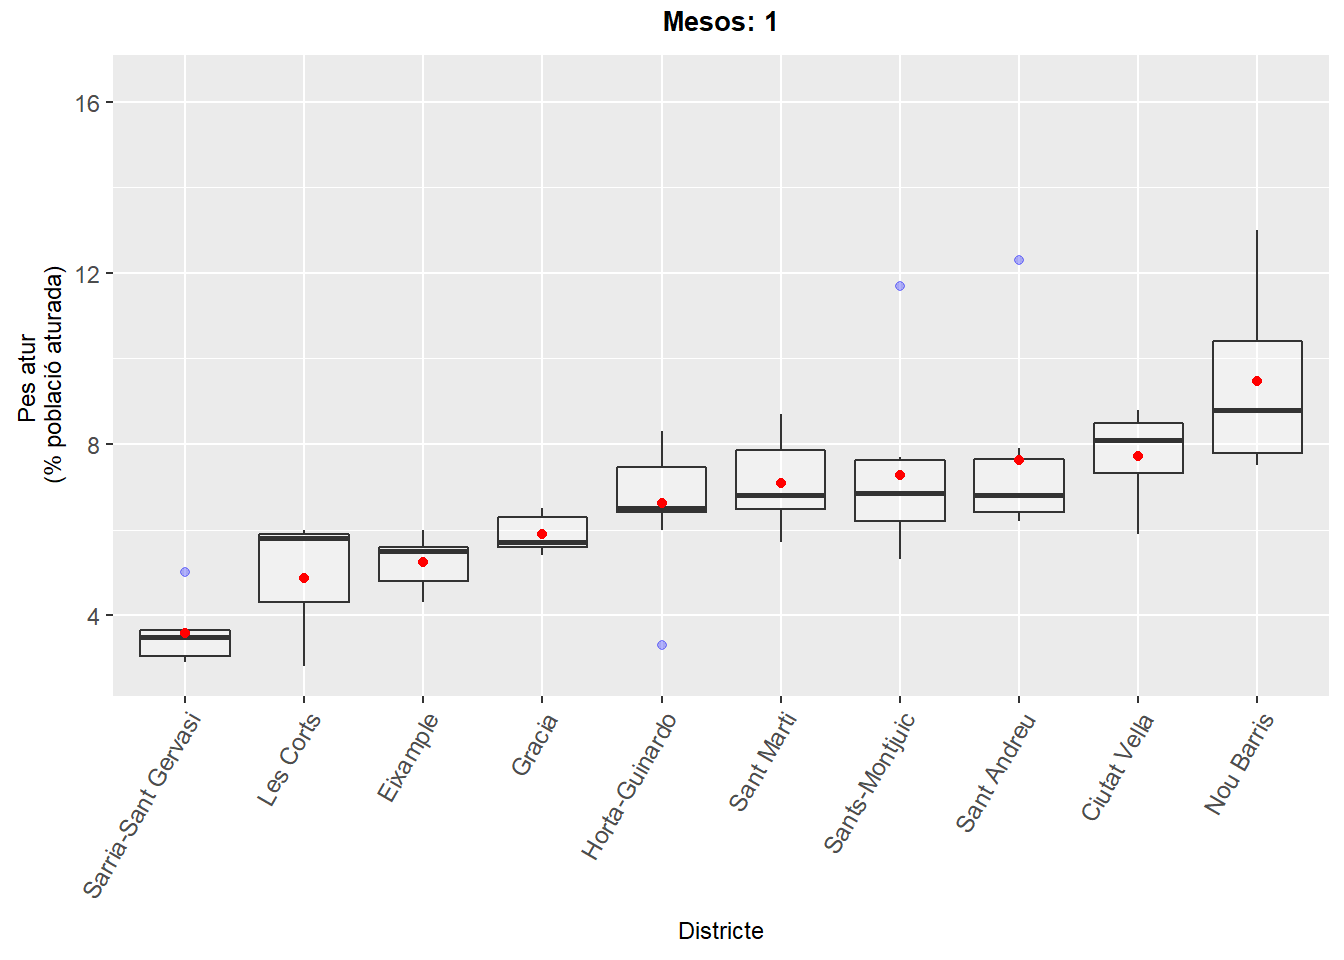 Mesos: 1
Pes atur
(% població aturada)
16
12
8
4
Sarria-Sant Gervasi
Les Corts
Eixample
Gracia
Horta-Guinardo
Sant Marti
Sants-Montjuic
Sant Andreu
Ciutat Vella
Nou Barris
Districte